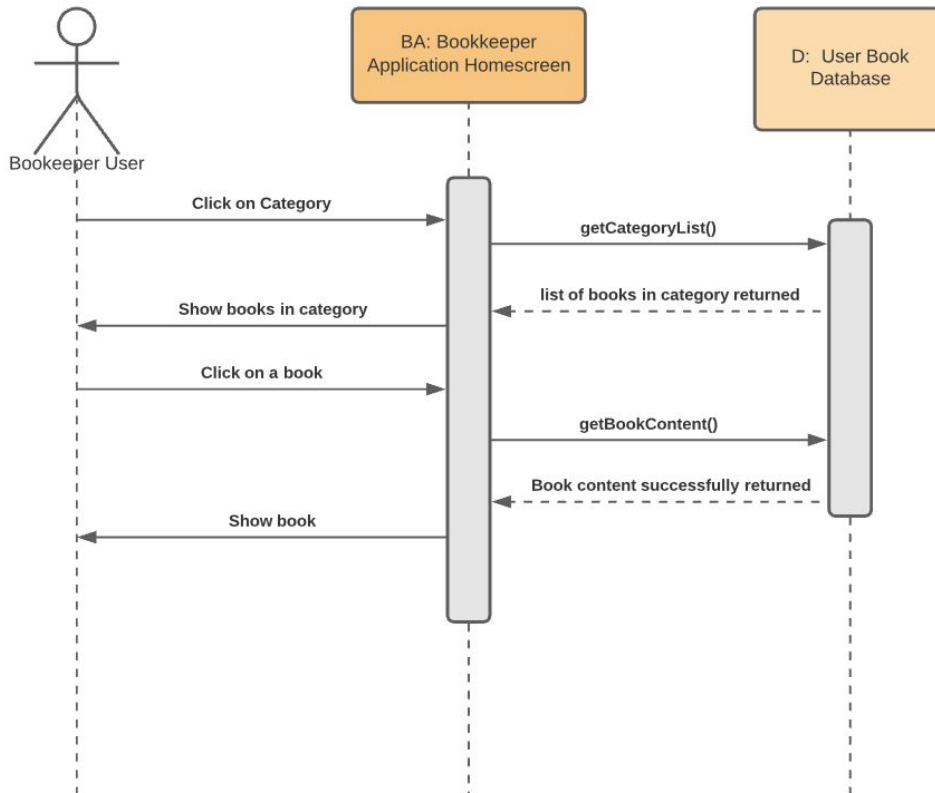 BA: Bookkeeper
Application Homescreen
D: User Book
Database
Bookeeper User
Click on Category
getCategoryList()
list of books in category returned
Show books in category
Click on a book
getBookContent()
Book content successfully returned
Show book